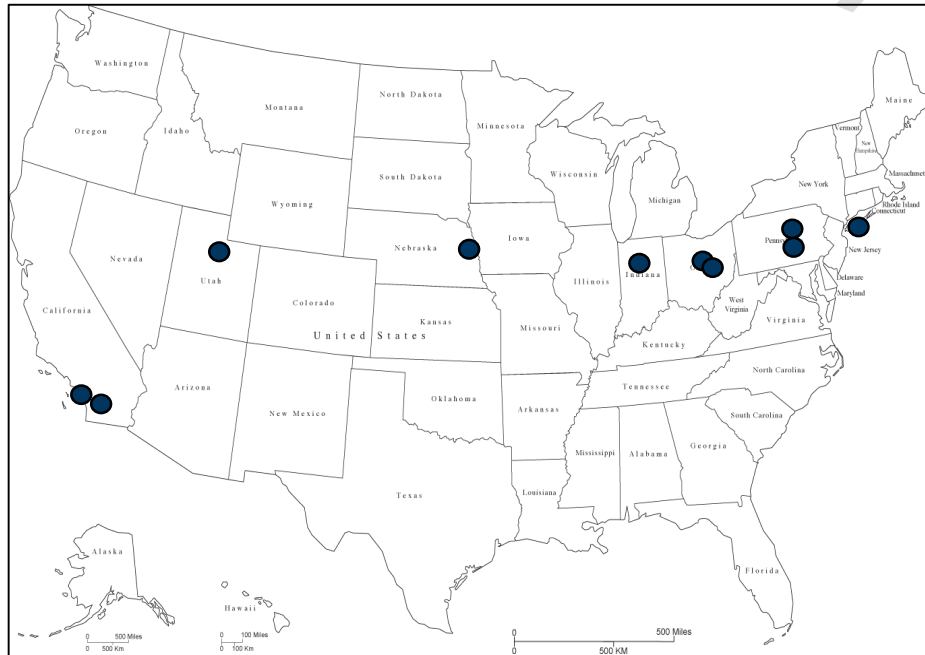 Washington
Montana
North Dakota
Minnesota
Maine
Oregon
Idaho
Vermont
New
Hampshire
Wisconsin
South Dakota
Massachusett
Michigan
New York
Wyoming
Rhode Island
Connecticut
Iowa
Nebraska
New Jersey
Nevada
Utah
Illinois
Indiana
Delaware
Maryland
Colorado
West
Virginia
California
Kansas
Missouri
Virginia
United States
Kentucky
North Carolina
Arizona
Oklahoma
Tennessee
New Mexico
Arkansas
South Carolina
Mississippi
Alabama
Georgia
Texas
Louisiana
Alaska
Florida
Hawaii
0 500 Miles
0 500 Km
0 100 Miles
0 100 Km
0 500 Miles
0 500 KM